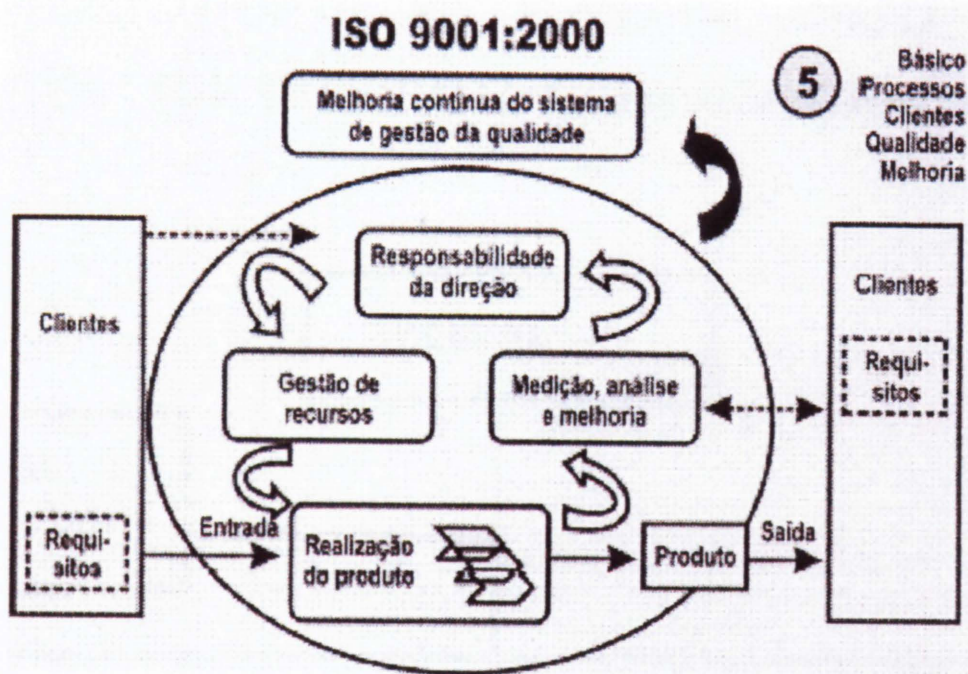 ISO 9001:2000
Melhoria contínua do sistema
de gestão da qualidade
5
Básico
Processos
Clientes
Qualidade
Melhoria
Responsabilidade
da direção
Clientes
Clientes
Gestão de
recursos
Medição, análise
e melhoria
Requi-
sitos
Requi-
sitos
Entrada
Realização
do produto
Produto
Saída